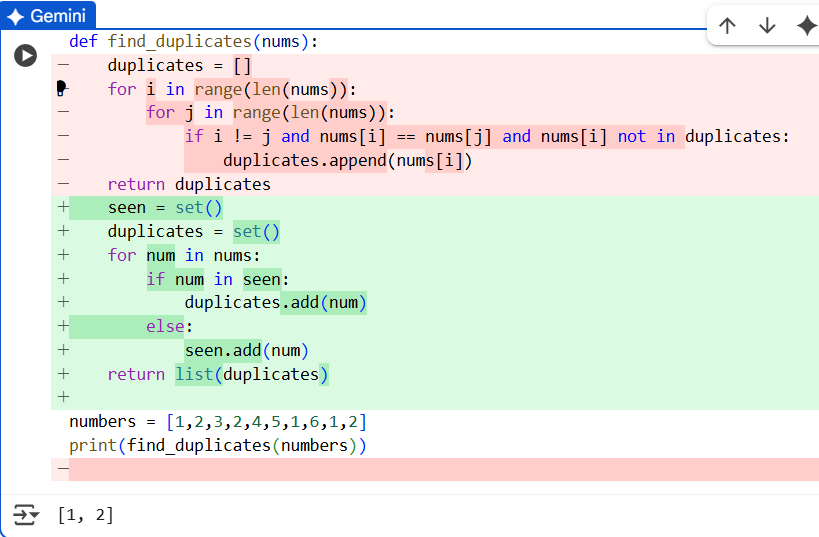 Gemini
def find_duplicates(nums):
−    duplicates = []
    for i in range(len(nums)):
−        for j in range(len(nums)):
−            if i != j and nums[i] == nums[j] and nums[i] not in duplicates:
−                duplicates.append(nums[i])
−    return duplicates
+    seen = set()
+    duplicates = set()
+    for num in nums:
+        if num in seen:
+            duplicates.add(num)
+        else:
+            seen.add(num)
+    return list(duplicates)
+
numbers = [1,2,3,2,4,5,1,6,1,2]
print(find_duplicates(numbers))
−
[1, 2]